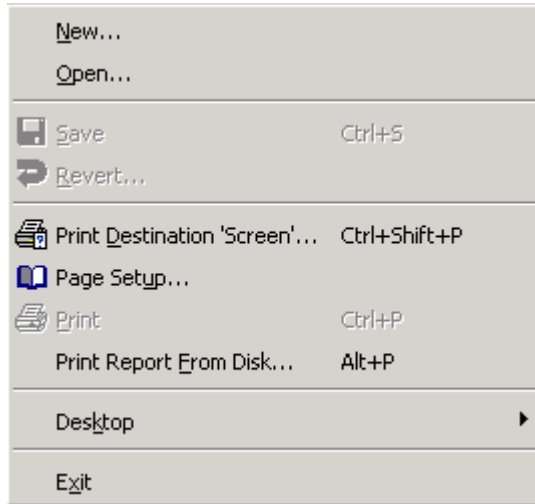 New...
Open...
Save Ctrl+S
Revert...
Print Destination 'Screen'... Ctrl+Shift+P
Page Setup...
Print Ctrl+P
Print Report From Disk... Alt+P
Desktop
Exit